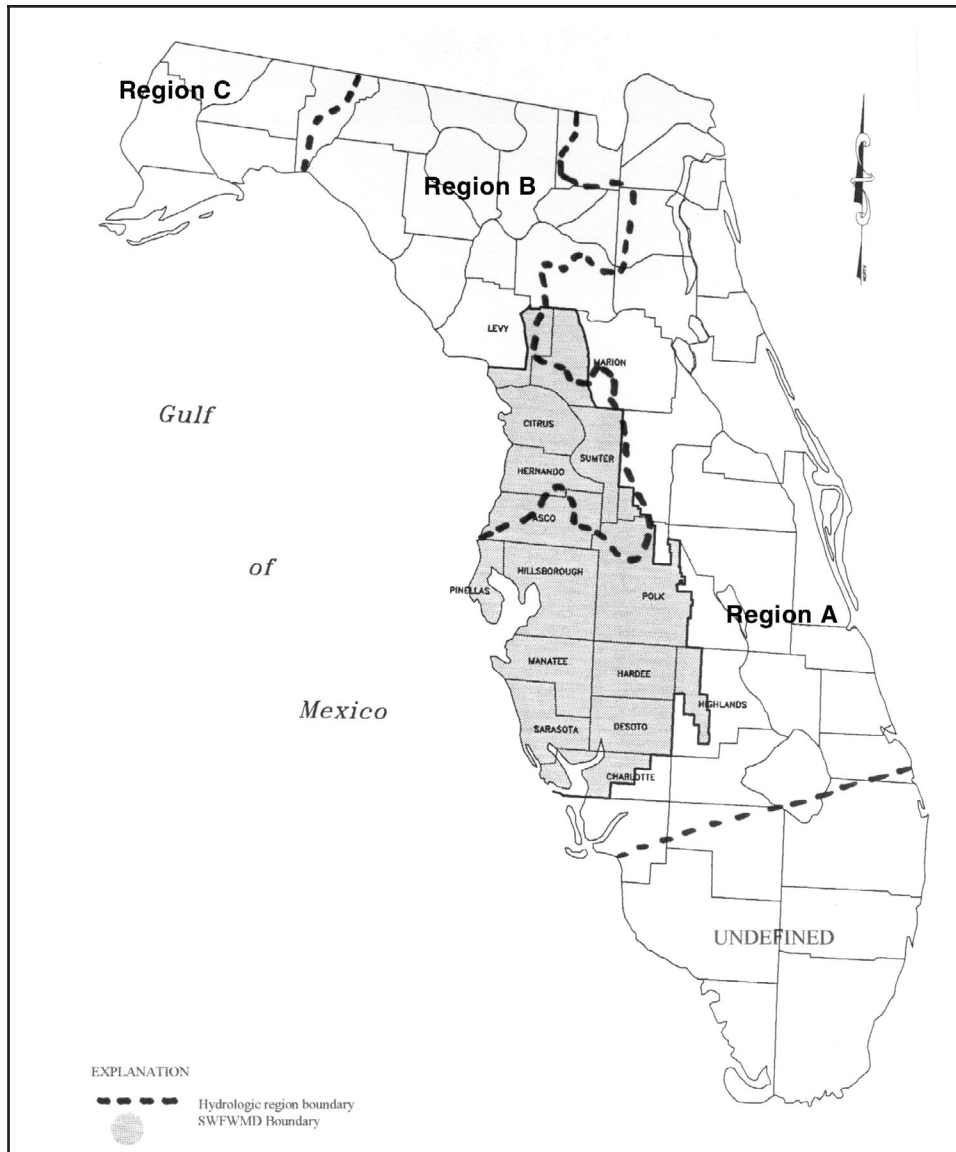 Region C
Region B
NORTH
LEVY
MARION
Gulf
CITRUS
SUMTER
HERNANDO
ASCO
of
HILLSBOROUGH
PINELLAS
POLK
Region A
MANATEE
HARDEE
Mexico
HIGHLANDS
SARASOTA
DESOTO
CHARLOTTE
UNDEFINED
EXPLANATION
Hydrologic region boundary
SWFWMD Boundary